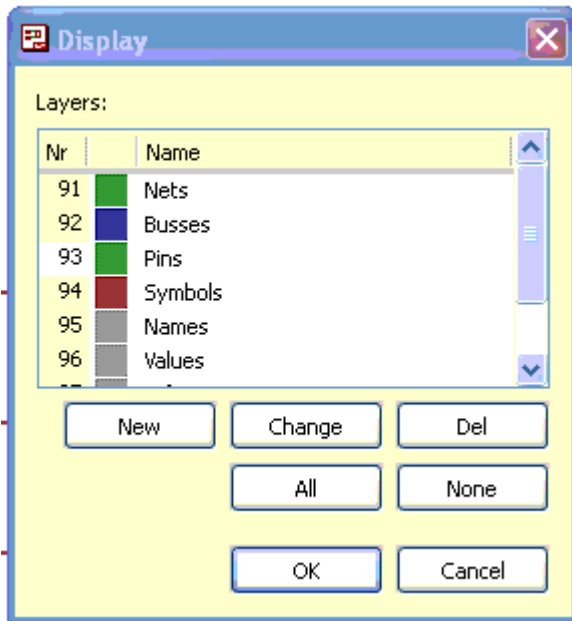 Display
Layers:
Nr Name
91 Nets
92 Busses
93 Pins
94 Symbols
95 Names
96 Values
New Change Del
All None
OK Cancel